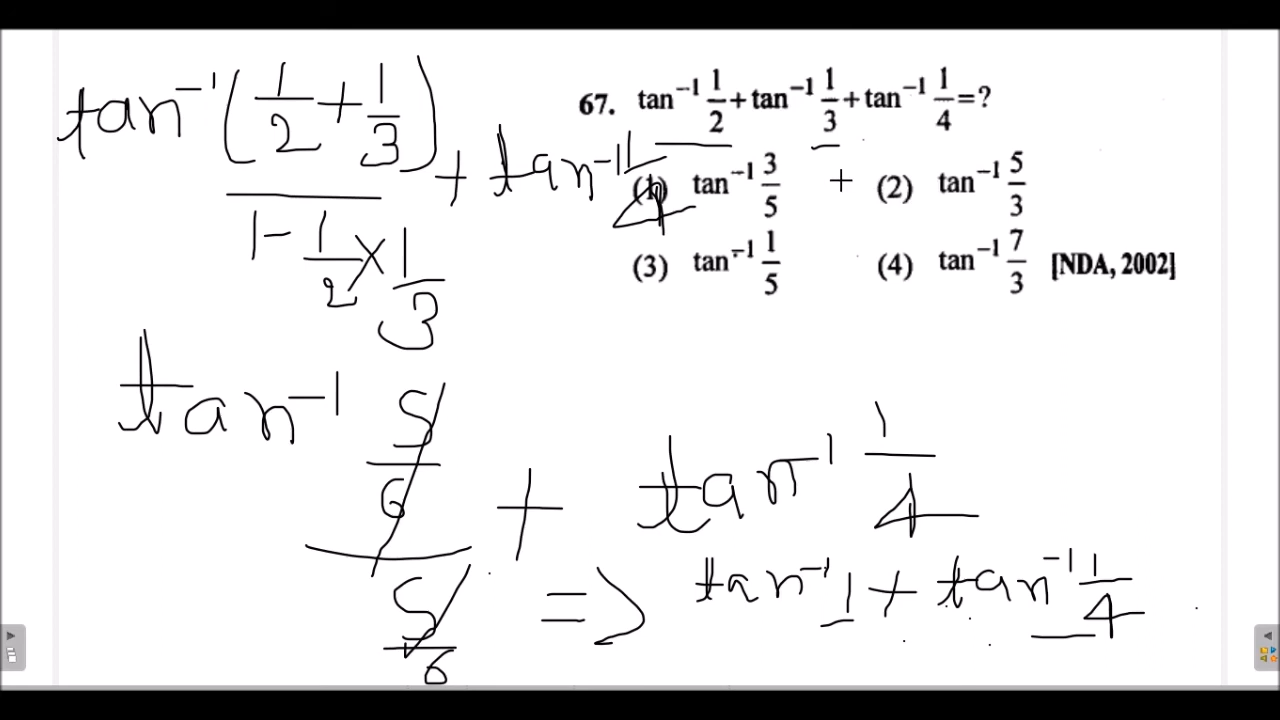 67. tan⁻¹ 1/2 + tan⁻¹ 1/3 + tan⁻¹ 1/4 = ?
(1) tan⁻¹ 3/5 + (2) tan⁻¹ 5/3
(3) tan⁻¹ 1/5 (4) tan⁻¹ 7/3 [NDA, 2002]
tan⁻¹ (1/2 + 1/3) / (1 - 1/2 × 1/3) + tan⁻¹ 1/4
tan⁻¹ (5/6) / (5/6) + tan⁻¹ 1/4
=> tan⁻¹ 1 + tan⁻¹ 1/4